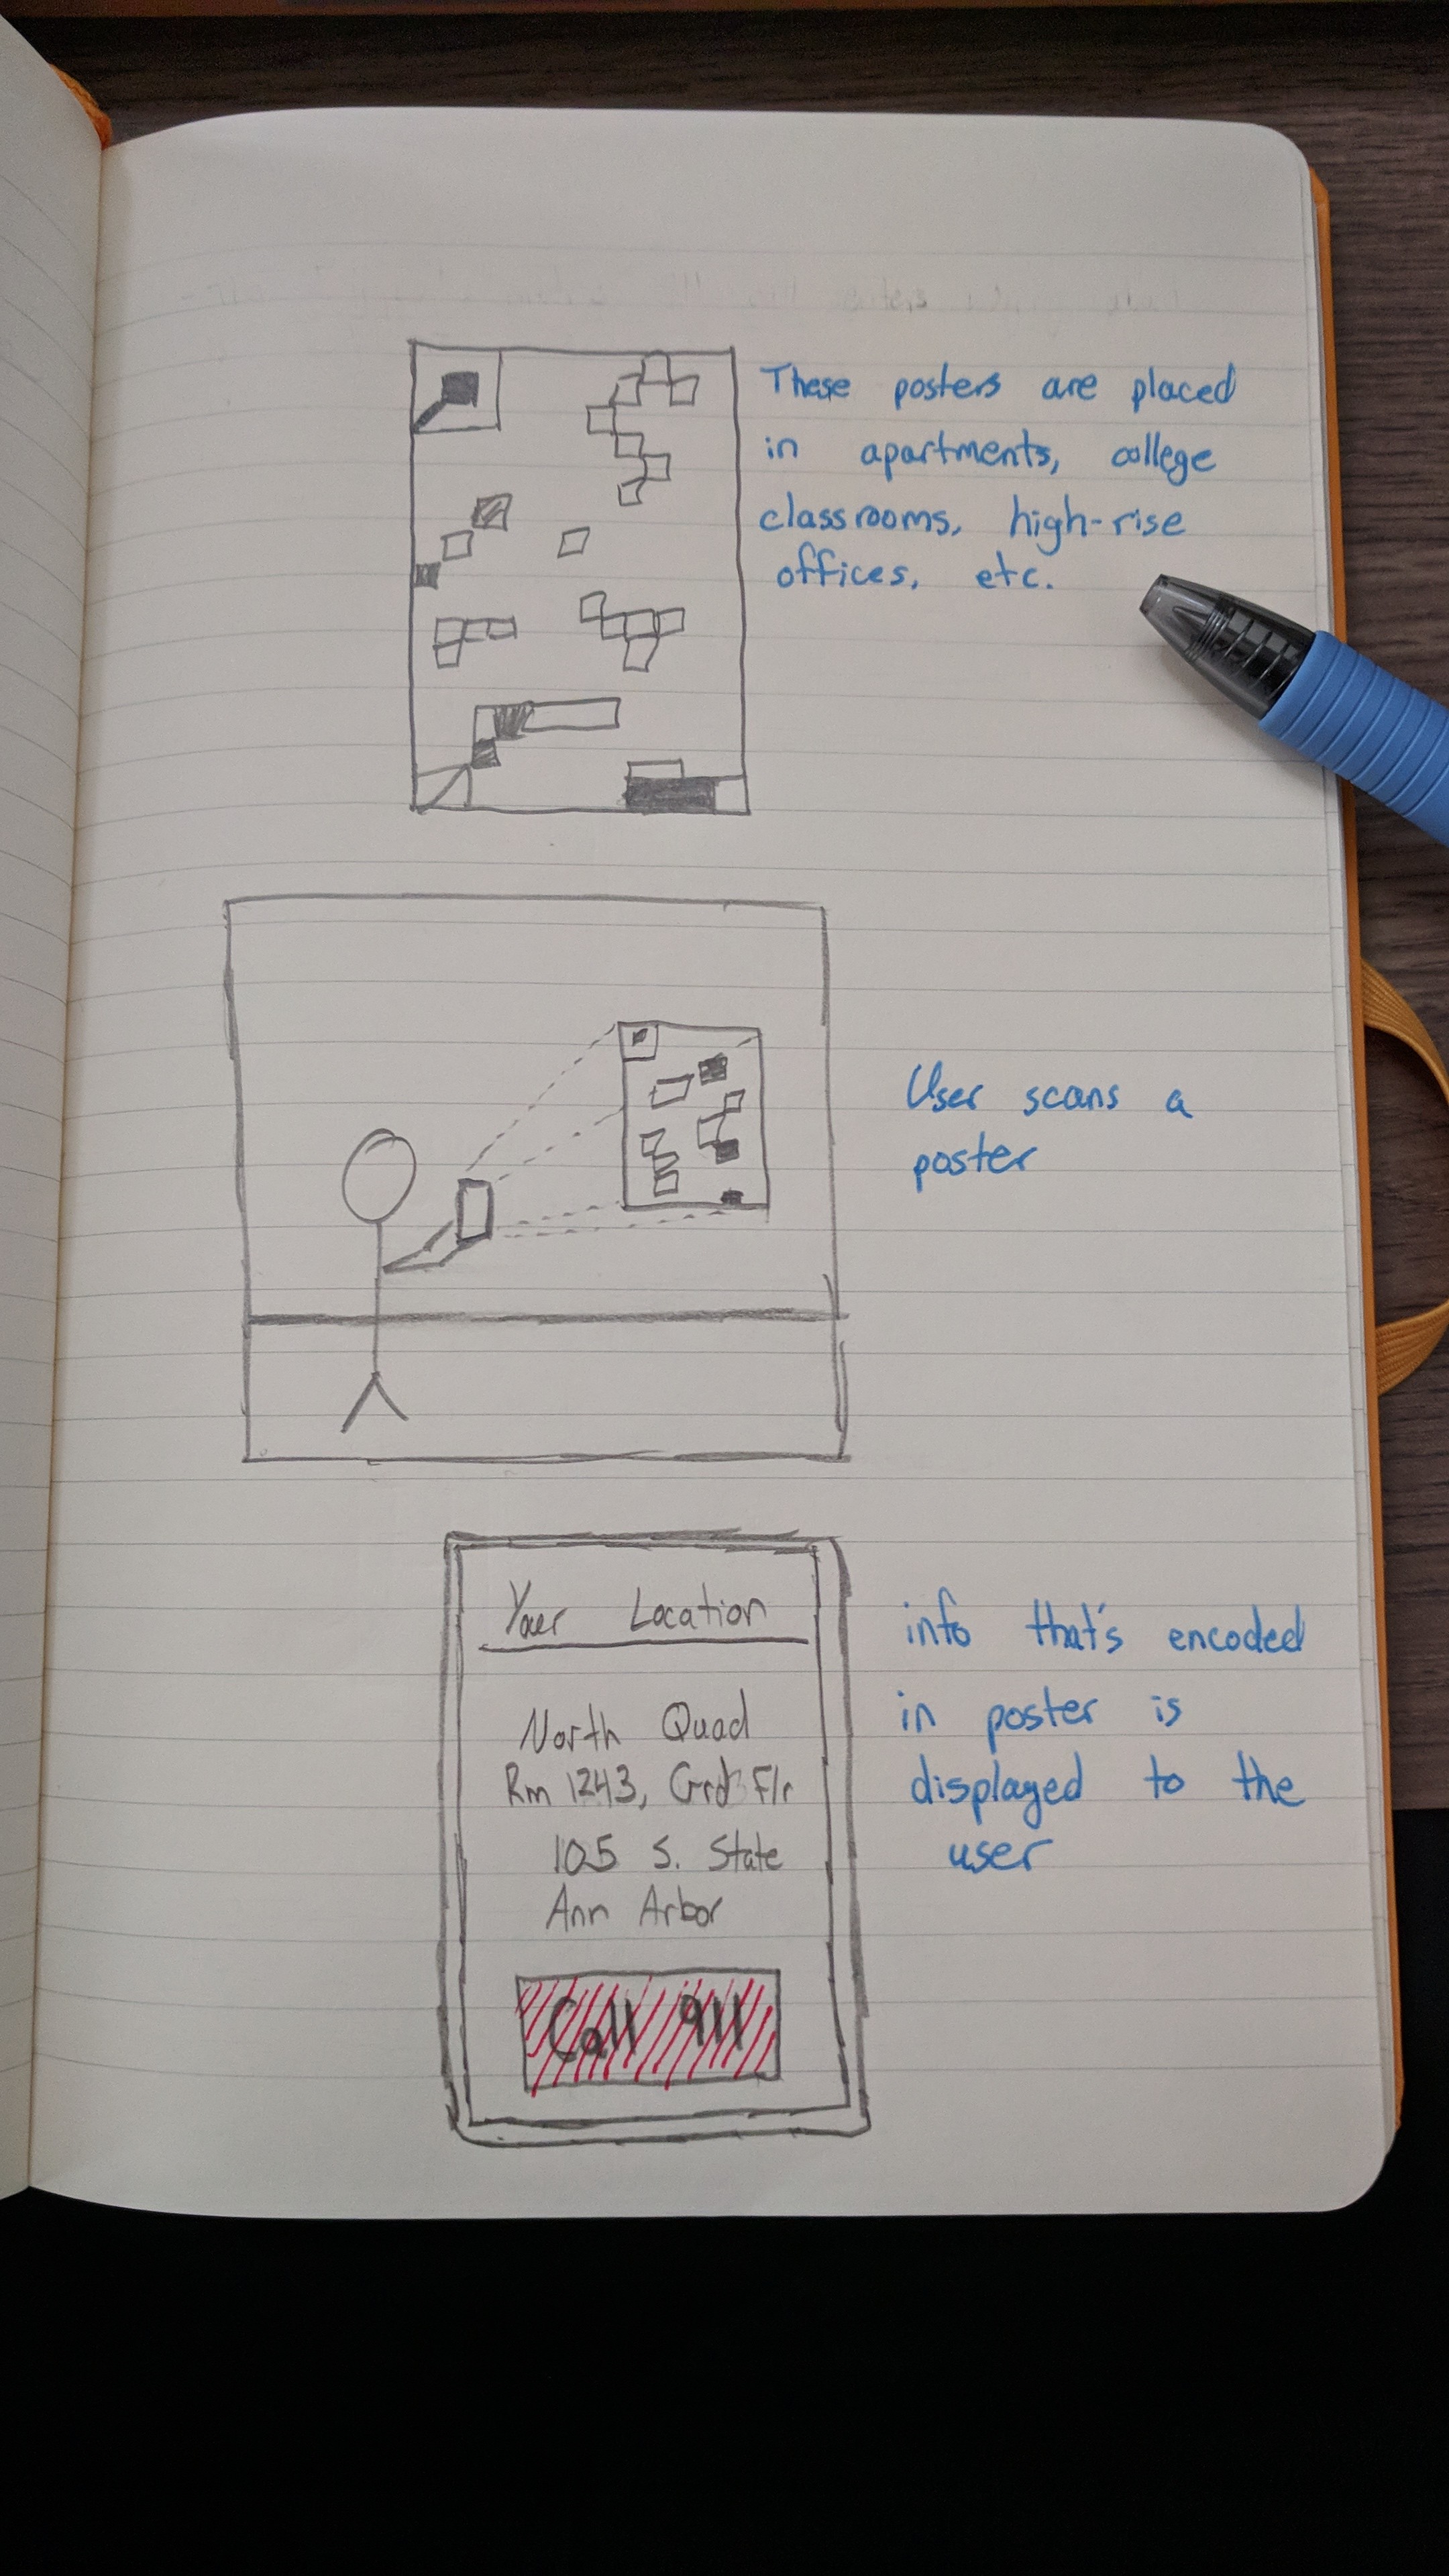 These posters are placed
in apartments, college
classrooms, high-rise
offices, etc.
User scans a
poster
Your Location
North Quad
Rm 1243, Grd Flr
105 S. State
Ann Arbor
Call 911
info that's encoded
in poster is
displayed to the
user